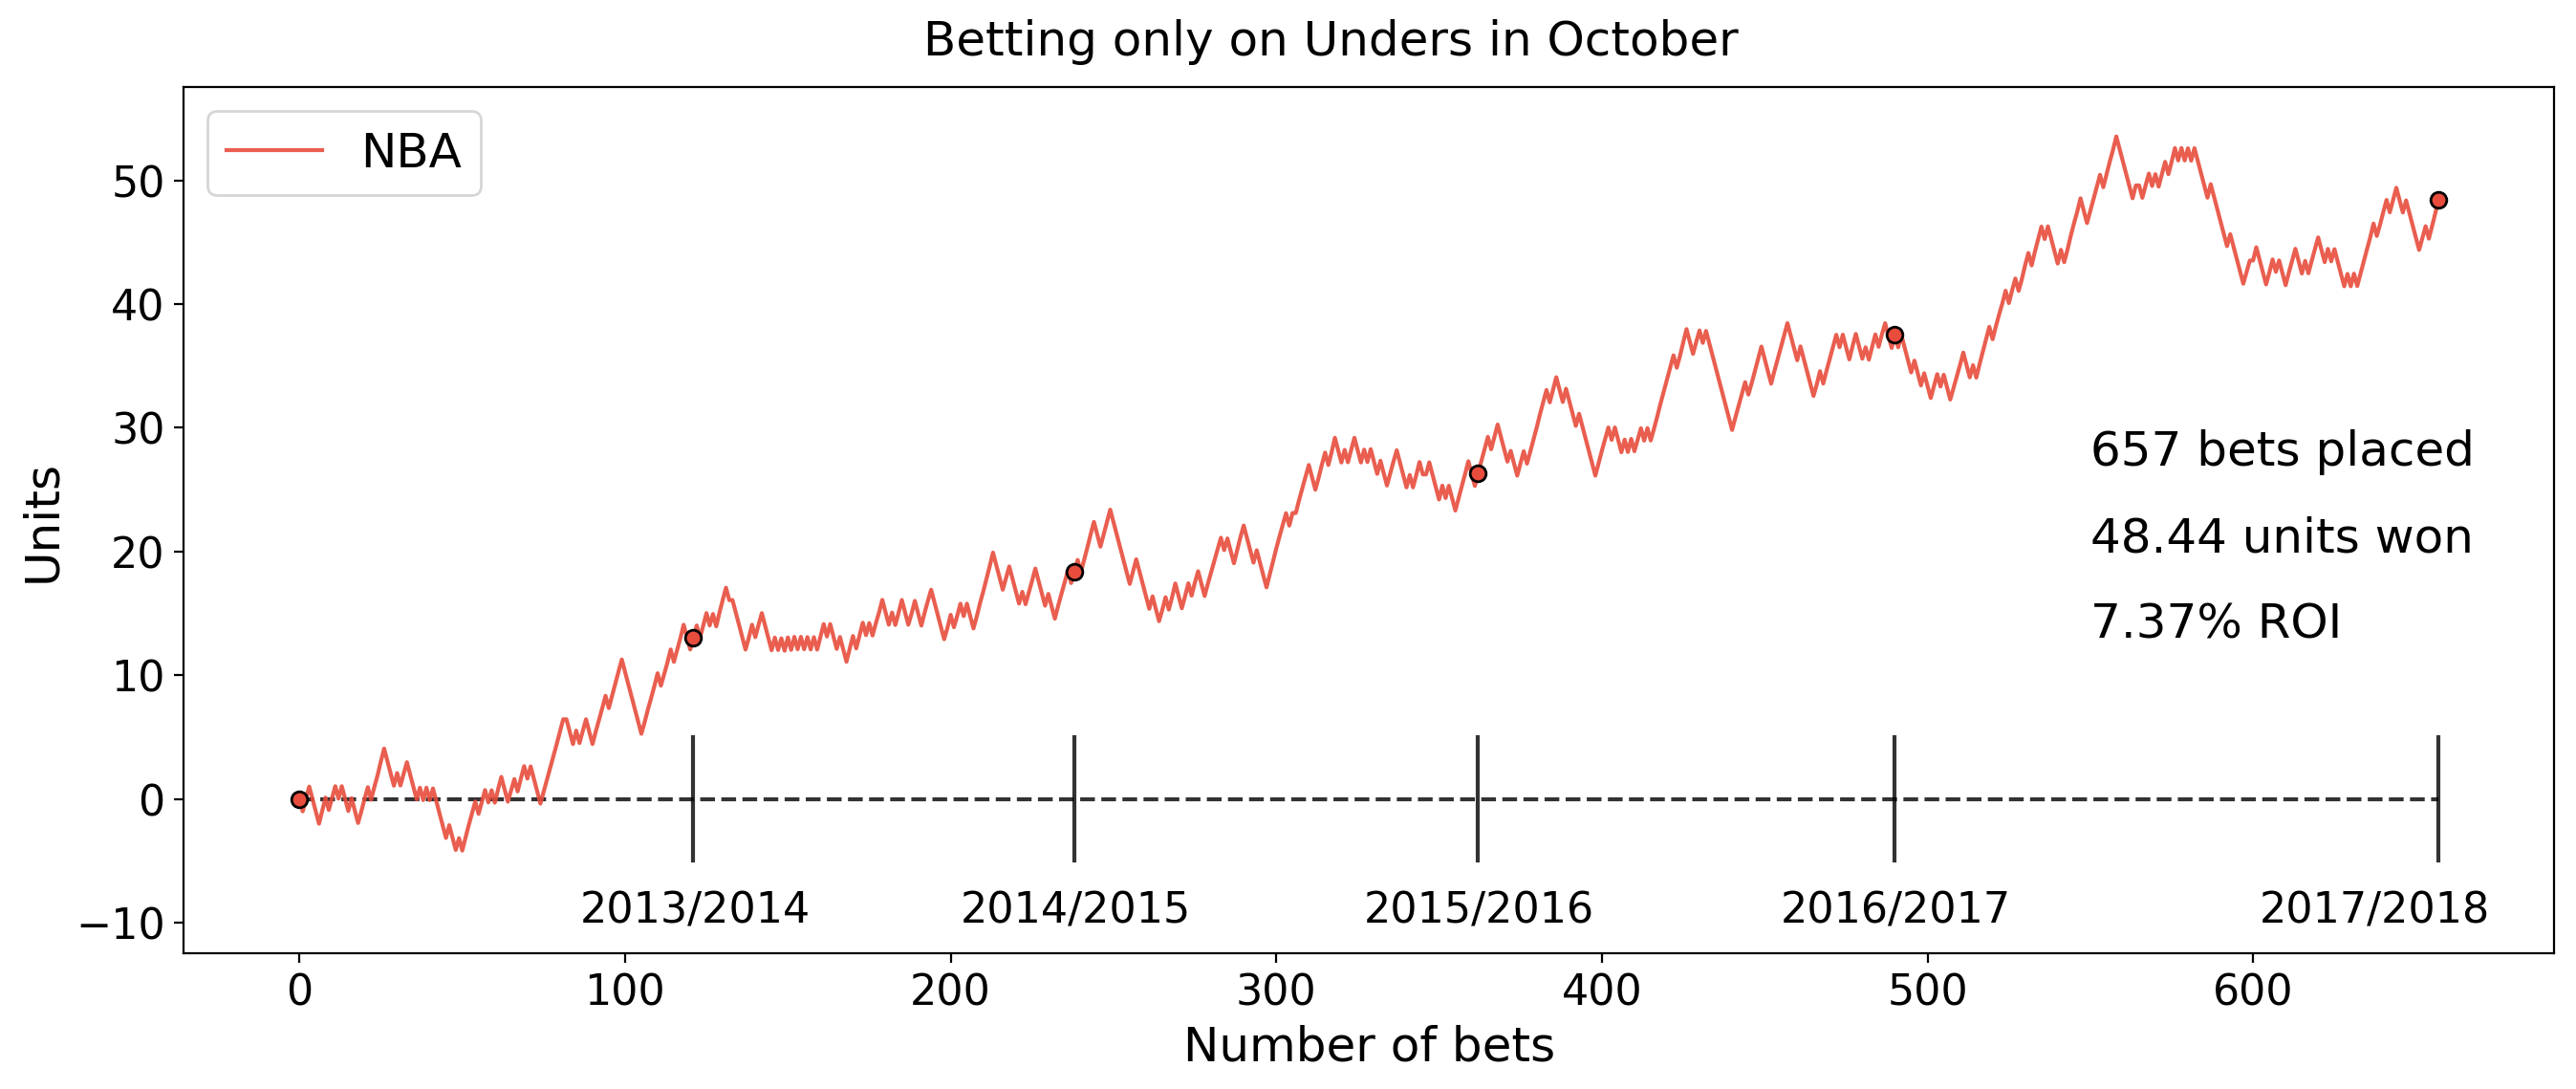 Betting only on Unders in October
NBA
50
40
30
20
10
0
−10
Units
657 bets placed
48.44 units won
7.37% ROI
2013/2014
2014/2015
2015/2016
2016/2017
2017/2018
0
100
200
300
400
500
600
Number of bets